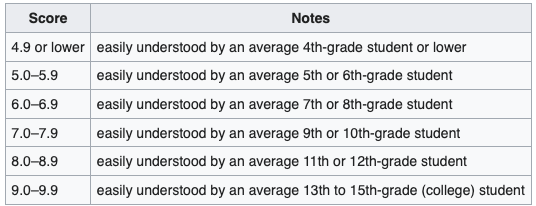 Score Notes
4.9 or lower easily understood by an average 4th-grade student or lower
5.0–5.9 easily understood by an average 5th or 6th-grade student
6.0–6.9 easily understood by an average 7th or 8th-grade student
7.0–7.9 easily understood by an average 9th or 10th-grade student
8.0–8.9 easily understood by an average 11th or 12th-grade student
9.0–9.9 easily understood by an average 13th to 15th-grade (college) student